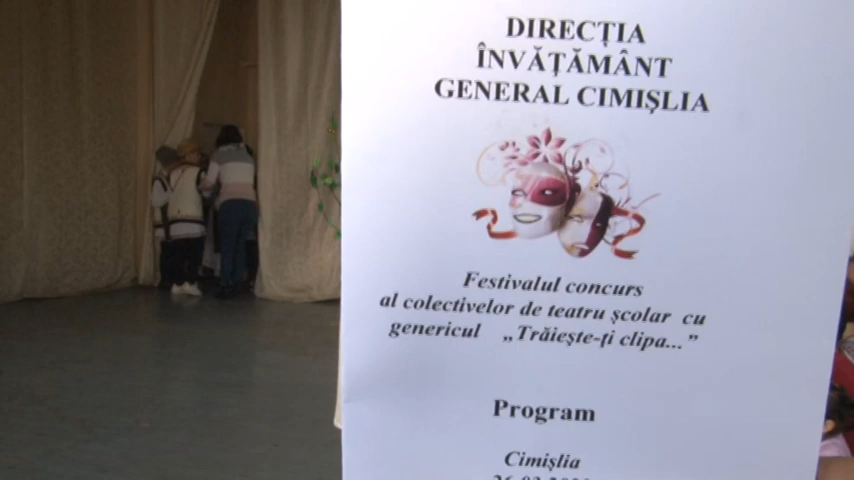 DIRECȚIA
ÎNVĂȚĂMÂNT
GENERAL CIMIȘLIA
Festivalul concurs
al colectivelor de teatru școlar cu
genericul „Trăiește-ți clipa...”
Program
Cimișlia